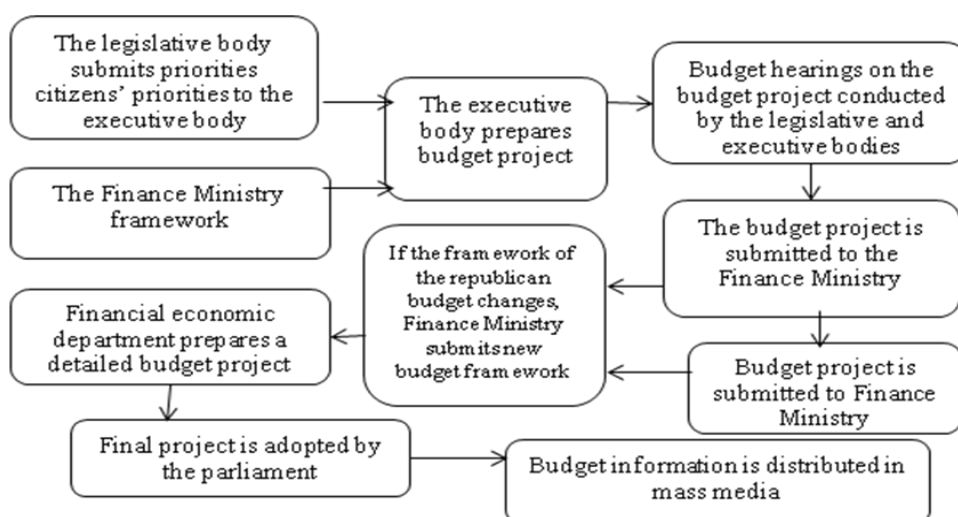 The legislative body
submits priorities
citizens' priorities to the
executive body
The Finance Ministry
framework
The executive
body prepares
budget project
Budget hearings on the
budget project conducted
by the legislative and
executive bodies
The budget project is
submitted to the
Finance Ministry
Budget project is
submitted to Finance
Ministry
If the framework of
the republican
budget changes,
Finance Ministry
submits new
budget framework
Financial economic
department prepares a
detailed budget project
Final project is adopted by
the parliament
Budget information is distributed in
mass media